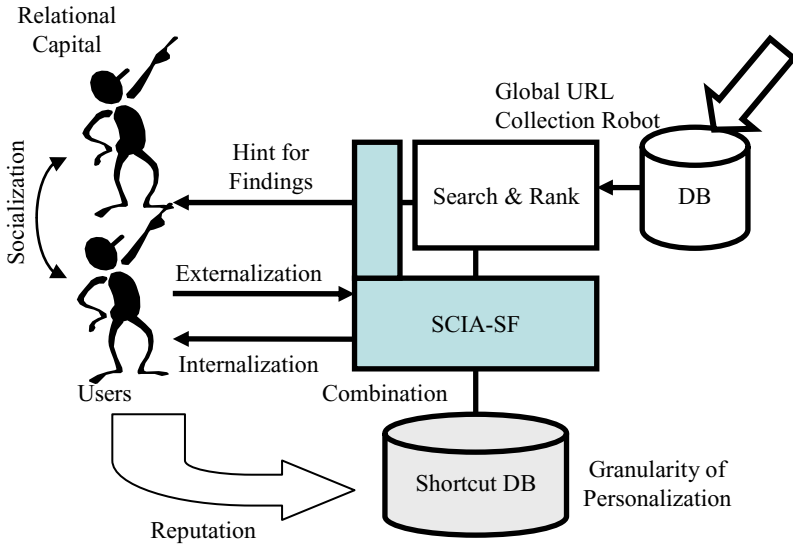 Relational
Capital
Global URL
Collection Robot
Hint for
Findings
Search & Rank
DB
Socialization
Externalization
SCIA-SF
Internalization
Users
Combination
Shortcut DB
Granularity of
Personalization
Reputation